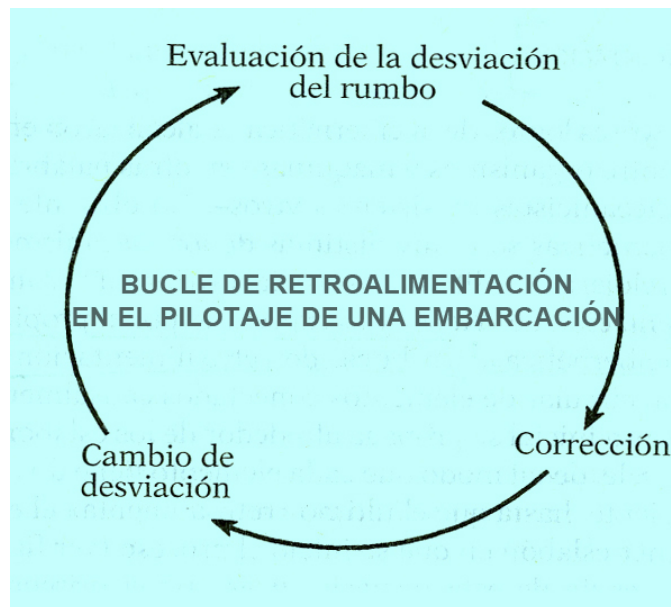 Evaluación de la desviación
del rumbo
BUCLE DE RETROALIMENTACIÓN
EN EL PILOTAJE DE UNA EMBARCACIÓN
Cambio de
desviación
Corrección